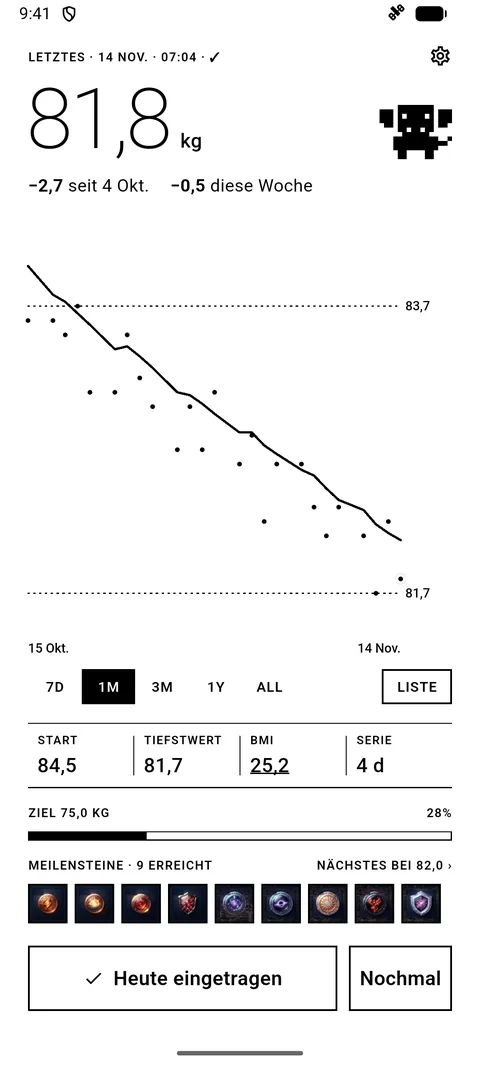 9:41
LETZTES · 14 NOV. · 07:04 · ✓
81,8 kg
−2,7 seit 4 Okt. −0,5 diese Woche
83,7
81,7
15 Okt. 14 Nov.
7D 1M 3M 1Y ALL LISTE
START TIEFSTWERT BMI SERIE
84,5 81,7 25,2 4 d
ZIEL 75,0 KG 28%
MEILENSTEINE · 9 ERREICHT NÄCHSTES BEI 82,0 ›
✓ Heute eingetragen Nochmal